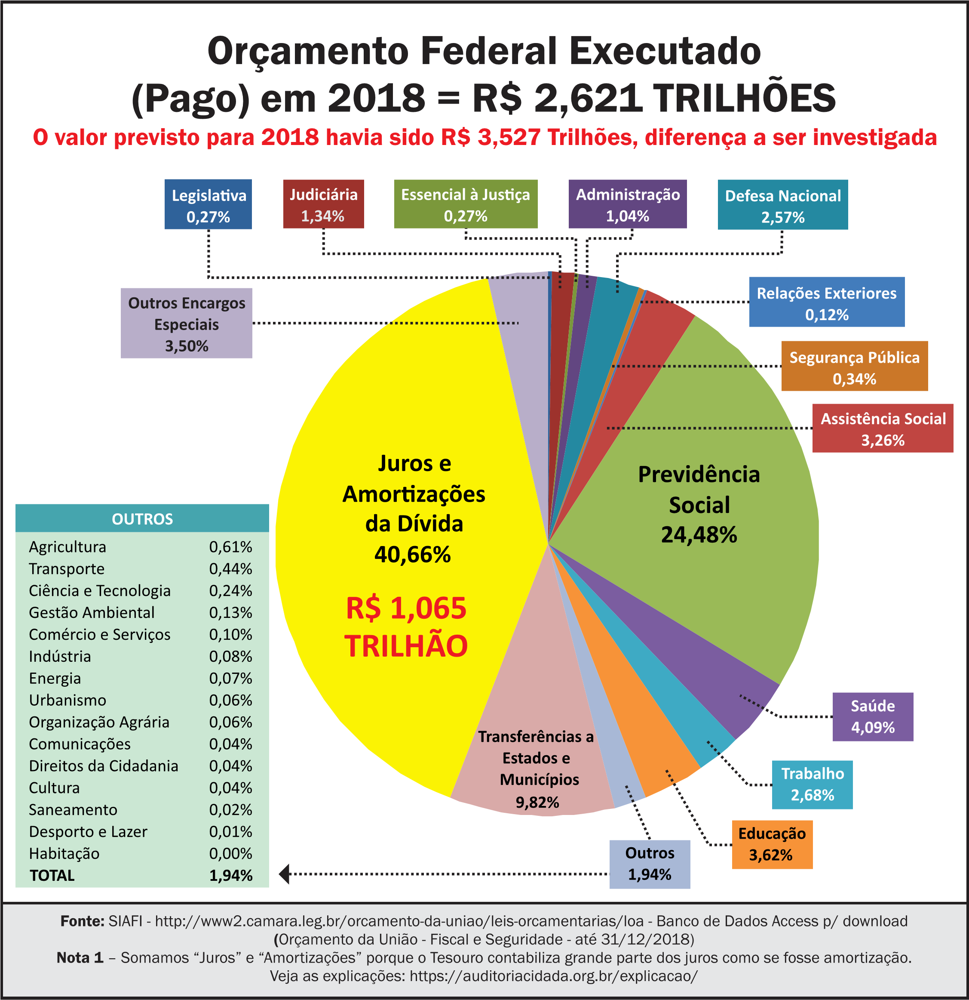 Orçamento Federal Executado
(Pago) em 2018 = R$ 2,621 TRILHÕES
O valor previsto para 2018 havia sido R$ 3,527 Trilhões, diferença a ser investigada
Legislativa
0,27%
Judiciária
1,34%
Essencial à Justiça
0,27%
Administração
1,04%
Defesa Nacional
2,57%
Relações Exteriores
0,12%
Outros Encargos
Especiais
3,50%
Segurança Pública
0,34%
Assistência Social
3,26%
Juros e
Amortizações
da Dívida
40,66%
R$ 1,065
TRILHÃO
Previdência
Social
24,48%
OUTROS
Agricultura 0,61%
Transporte 0,44%
Ciência e Tecnologia 0,24%
Gestão Ambiental 0,13%
Comércio e Serviços 0,10%
Indústria 0,08%
Energia 0,07%
Urbanismo 0,06%
Organização Agrária 0,06%
Comunicações 0,04%
Direitos da Cidadania 0,04%
Cultura 0,04%
Saneamento 0,02%
Desporto e Lazer 0,01%
Habitação 0,00%
TOTAL 1,94%
Saúde
4,09%
Transferências a
Estados e
Municípios
9,82%
Trabalho
2,68%
Educação
3,62%
Outros
1,94%
Fonte: SIAFI - http://www2.camara.leg.br/orcamento-da-uniao/leis-orcamentarias/loa - Banco de Dados Access p/ download
(Orçamento da União - Fiscal e Seguridade - até 31/12/2018)
Nota 1 – Somamos “Juros” e “Amortizações” porque o Tesouro contabiliza grande parte dos juros como se fosse amortização.
Veja as explicações: https://auditoriacidada.org.br/explicacao/